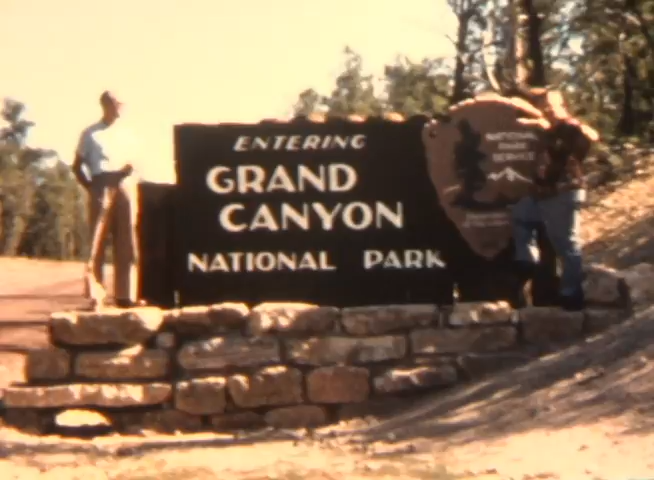 ENTERING
GRAND
CANYON
NATIONAL PARK
NATIONAL
PARK
SERVICE